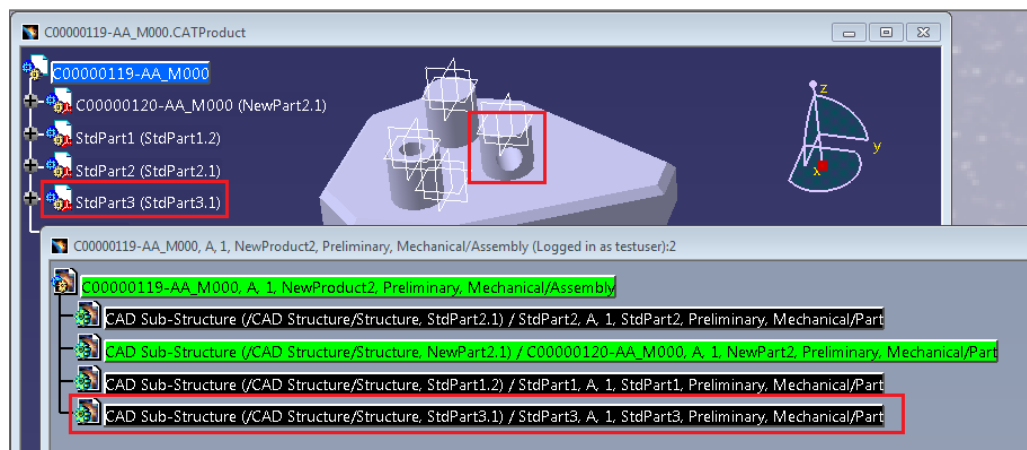 C00000119-AA_M000.CATProduct
C00000119-AA_M000
C00000120-AA_M000 (NewPart2.1)
StdPart1 (StdPart1.2)
StdPart2 (StdPart2.1)
StdPart3 (StdPart3.1)
z
y
x
C00000119-AA_M000, A, 1, NewProduct2, Preliminary, Mechanical/Assembly (Logged in as testuser):2
C00000119-AA_M000, A, 1, NewProduct2, Preliminary, Mechanical/Assembly
CAD Sub-Structure (/CAD Structure/Structure, StdPart2.1) / StdPart2, A, 1, StdPart2, Preliminary, Mechanical/Part
CAD Sub-Structure (/CAD Structure/Structure, NewPart2.1) / C00000120-AA_M000, A, 1, NewPart2, Preliminary, Mechanical/Part
CAD Sub-Structure (/CAD Structure/Structure, StdPart1.2) / StdPart1, A, 1, StdPart1, Preliminary, Mechanical/Part
CAD Sub-Structure (/CAD Structure/Structure, StdPart3.1) / StdPart3, A, 1, StdPart3, Preliminary, Mechanical/Part